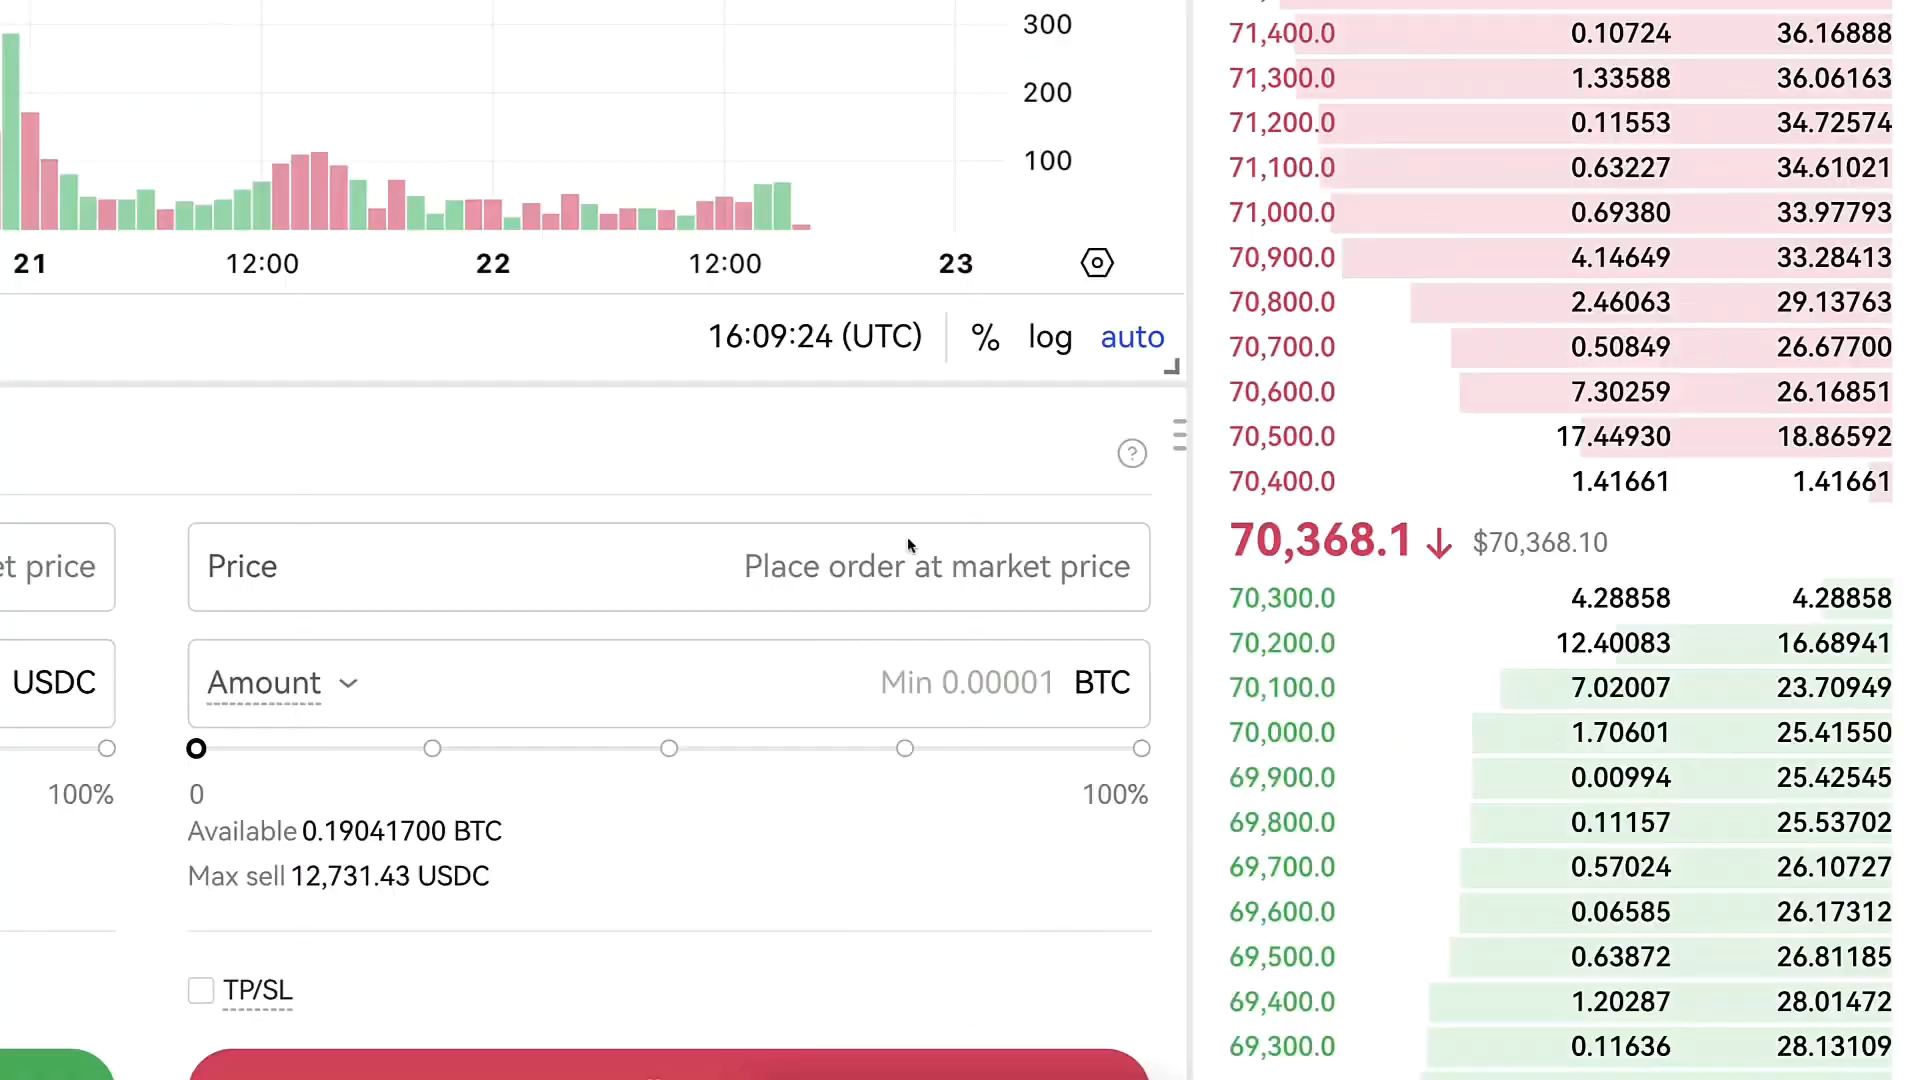 300
200
100
21 12:00 22 12:00 23
16:09:24 (UTC) % log auto
?
et price
Price Place order at market price
USDC
Amount Min 0.00001 BTC
100%
0 100%
Available 0.19041700 BTC
Max sell 12,731.43 USDC
TP/SL
71,400.0 0.10724 36.16888
71,300.0 1.33588 36.06163
71,200.0 0.11553 34.72574
71,100.0 0.63227 34.61021
71,000.0 0.69380 33.97793
70,900.0 4.14649 33.28413
70,800.0 2.46063 29.13763
70,700.0 0.50849 26.67700
70,600.0 7.30259 26.16851
70,500.0 17.44930 18.86592
70,400.0 1.41661 1.41661
70,368.1 ↓ $70,368.10
70,300.0 4.28858 4.28858
70,200.0 12.40083 16.68941
70,100.0 7.02007 23.70949
70,000.0 1.70601 25.41550
69,900.0 0.00994 25.42545
69,800.0 0.11157 25.53702
69,700.0 0.57024 26.10727
69,600.0 0.06585 26.17312
69,500.0 0.63872 26.81185
69,400.0 1.20287 28.01472
69,300.0 0.11636 28.13109